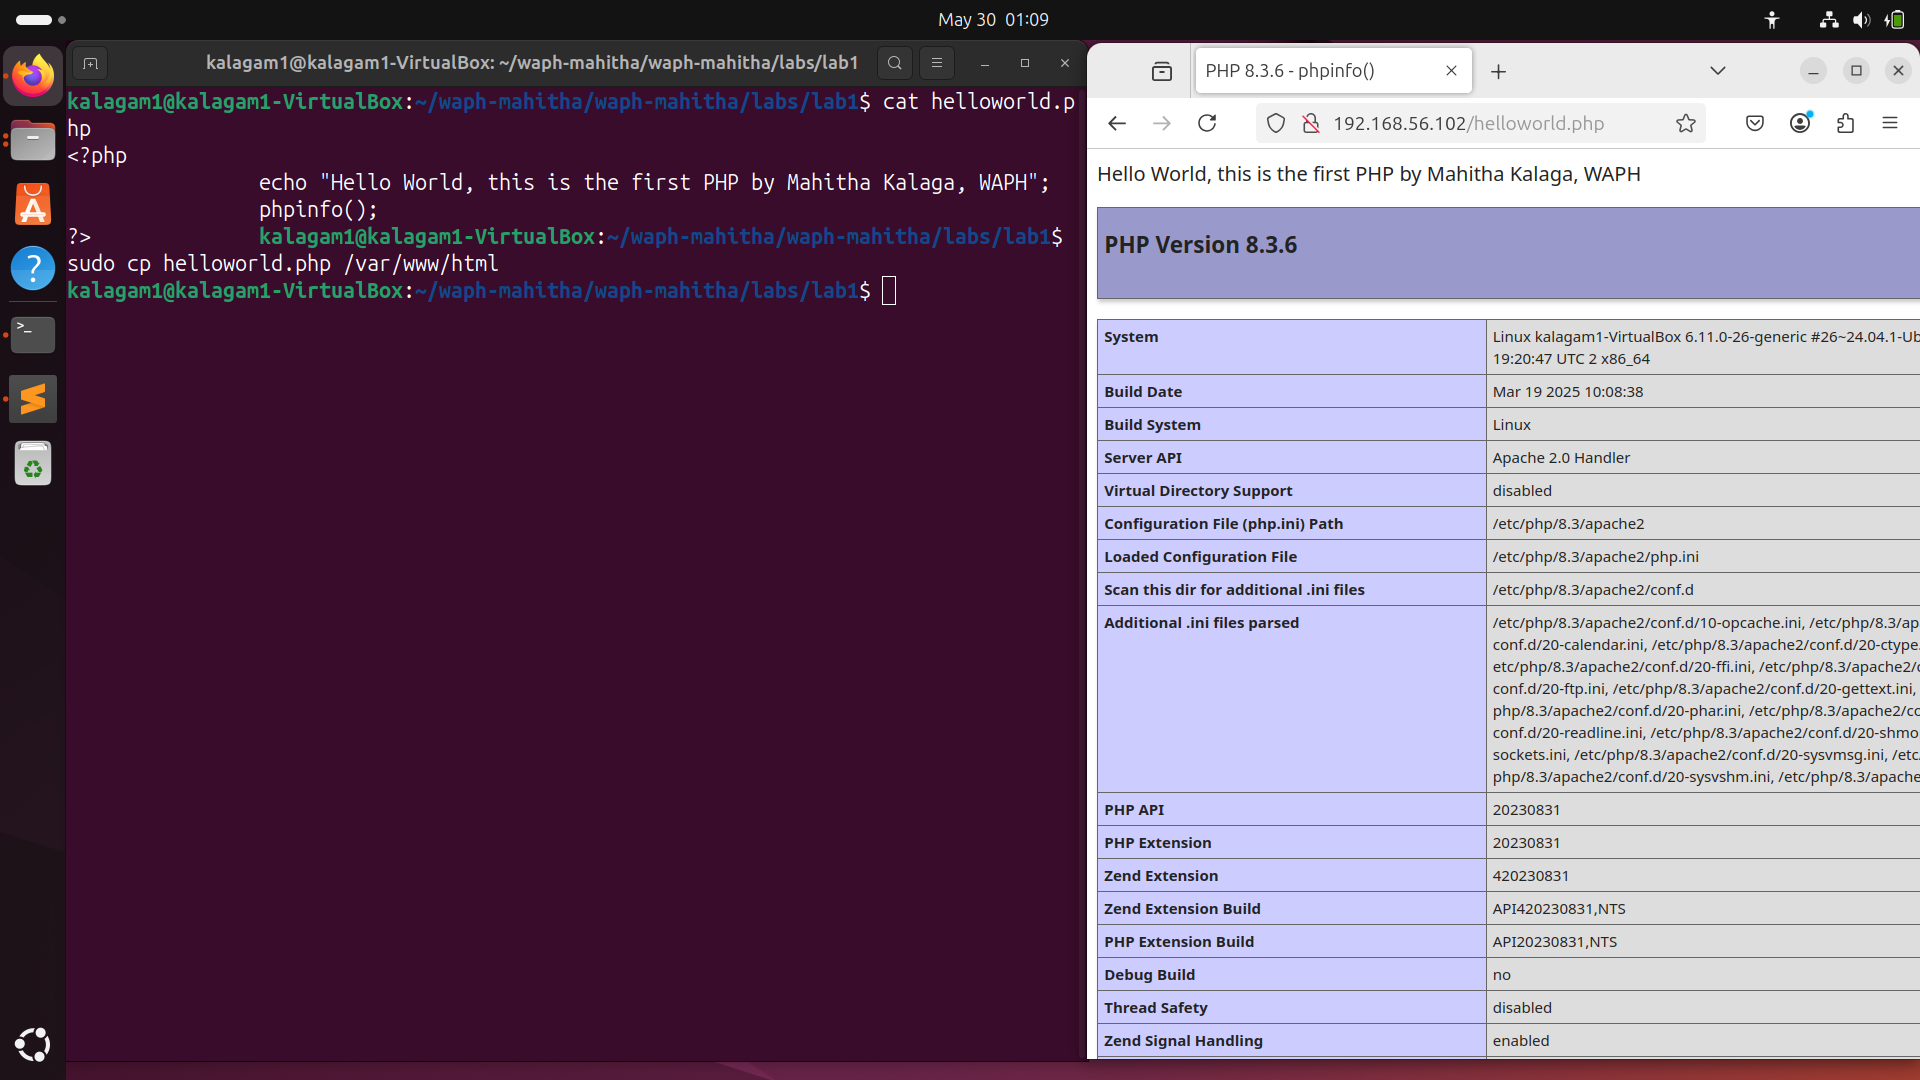 May 30 01:09
kalagam1@kalagam1-VirtualBox: ~/waph-mahitha/waph-mahitha/labs/lab1
kalagam1@kalagam1-VirtualBox:~/waph-mahitha/waph-mahitha/labs/lab1$ cat helloworld.p
hp
<?php
echo "Hello World, this is the first PHP by Mahitha Kalaga, WAPH";
phpinfo();
?> kalagam1@kalagam1-VirtualBox:~/waph-mahitha/waph-mahitha/labs/lab1$
sudo cp helloworld.php /var/www/html
kalagam1@kalagam1-VirtualBox:~/waph-mahitha/waph-mahitha/labs/lab1$
PHP 8.3.6 - phpinfo()
192.168.56.102/helloworld.php
Hello World, this is the first PHP by Mahitha Kalaga, WAPH
PHP Version 8.3.6
System Linux kalagam1-VirtualBox 6.11.0-26-generic #26~24.04.1-Ub
19:20:47 UTC 2 x86_64
Build Date Mar 19 2025 10:08:38
Build System Linux
Server API Apache 2.0 Handler
Virtual Directory Support disabled
Configuration File (php.ini) Path /etc/php/8.3/apache2
Loaded Configuration File /etc/php/8.3/apache2/php.ini
Scan this dir for additional .ini files /etc/php/8.3/apache2/conf.d
Additional .ini files parsed /etc/php/8.3/apache2/conf.d/10-opcache.ini, /etc/php/8.3/ap
conf.d/20-calendar.ini, /etc/php/8.3/apache2/conf.d/20-ctype.
etc/php/8.3/apache2/conf.d/20-ffi.ini, /etc/php/8.3/apache2/c
conf.d/20-ftp.ini, /etc/php/8.3/apache2/conf.d/20-gettext.ini,
php/8.3/apache2/conf.d/20-phar.ini, /etc/php/8.3/apache2/co
conf.d/20-readline.ini, /etc/php/8.3/apache2/conf.d/20-shmo
sockets.ini, /etc/php/8.3/apache2/conf.d/20-sysvmsg.ini, /etc
php/8.3/apache2/conf.d/20-sysvshm.ini, /etc/php/8.3/apache
PHP API 20230831
PHP Extension 20230831
Zend Extension 420230831
Zend Extension Build API420230831,NTS
PHP Extension Build API20230831,NTS
Debug Build no
Thread Safety disabled
Zend Signal Handling enabled